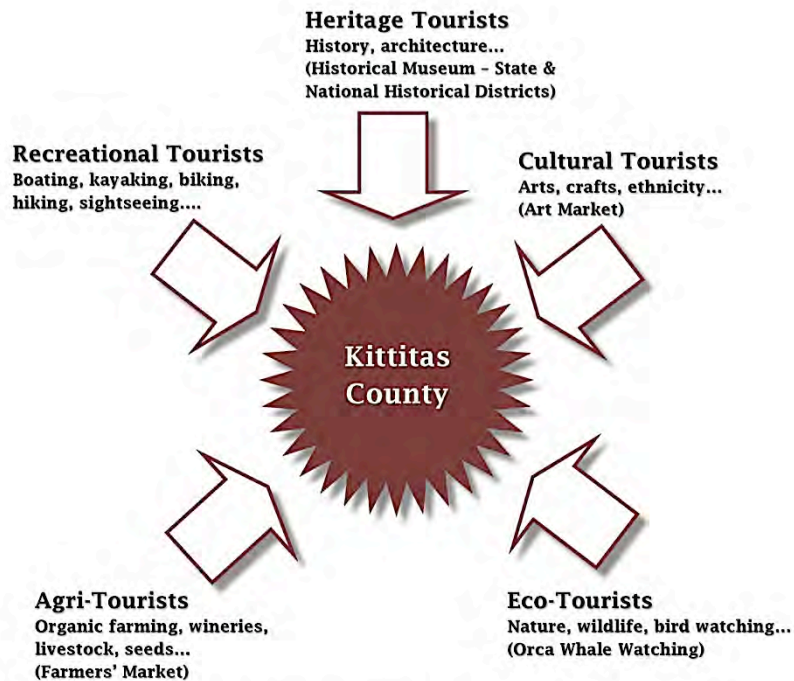 Heritage Tourists
History, architecture...
(Historical Museum – State &
National Historical Districts)
Recreational Tourists
Boating, kayaking, biking,
hiking, sightseeing....
Cultural Tourists
Arts, crafts, ethnicity...
(Art Market)
Kittitas
County
Agri-Tourists
Organic farming, wineries,
livestock, seeds...
(Farmers' Market)
Eco-Tourists
Nature, wildlife, bird watching...
(Orca Whale Watching)